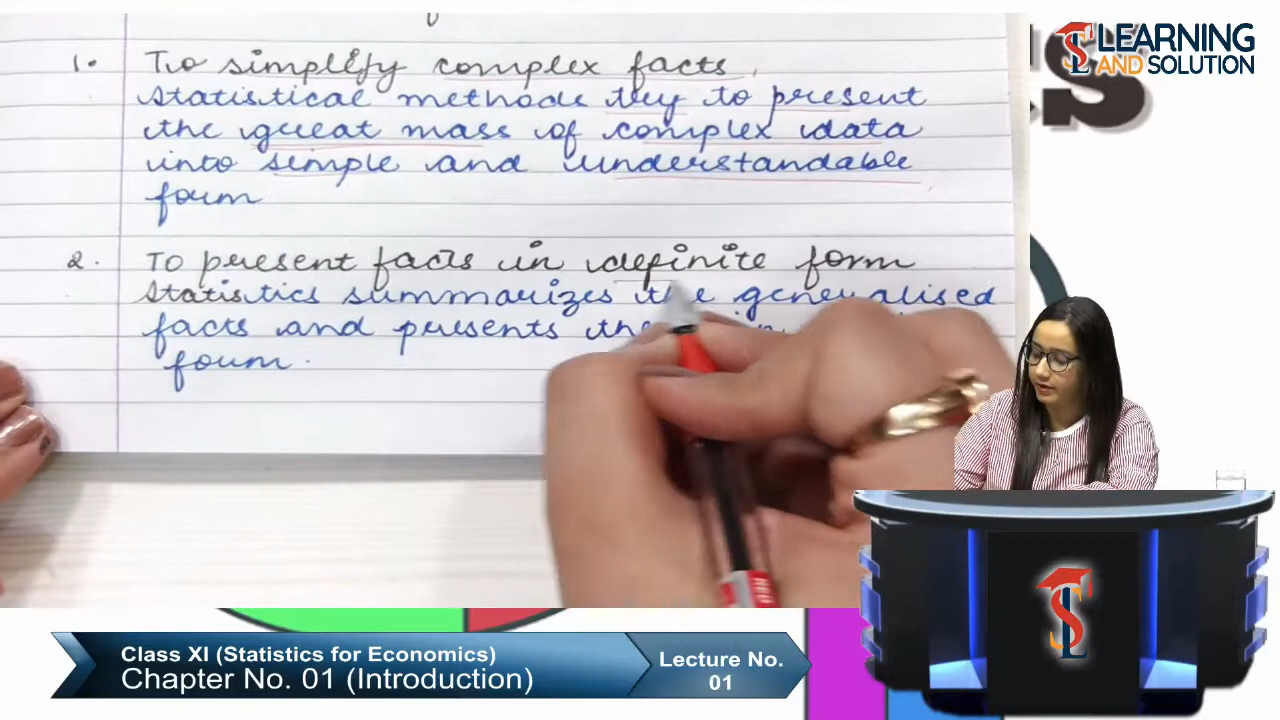 1. To simplify complex facts.
Statistical methods try to present
the great mass of complex data
into simple and understandable
form
2. To present facts in definite form
Statistics summarizes the generalised
facts and presents
form.
LEARNING
AND SOLUTION
Class XI (Statistics for Economics)
Chapter No. 01 (Introduction)
Lecture No.
01